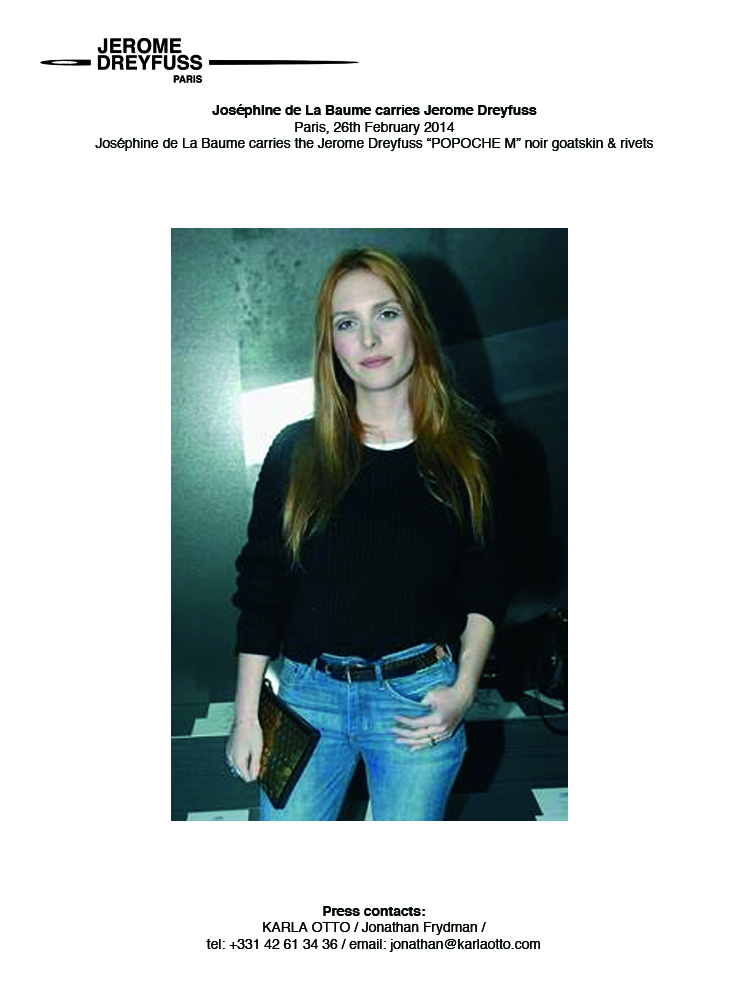 JEROME
DREYFUSS
PARIS
Joséphine de La Baume carries Jerome Dreyfuss
Paris, 26th February 2014
Joséphine de La Baume carries the Jerome Dreyfuss “POPOCHE M” noir goatskin & rivets
Press contacts:
KARLA OTTO / Jonathan Frydman /
tel: +331 42 61 34 36 / email: jonathan@karlaotto.com